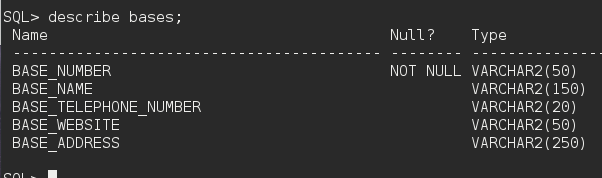 SQL> describe bases;
Name Null? Type
----------------------------------------- -------- ---------------
BASE_NUMBER NOT NULL VARCHAR2(50)
BASE_NAME VARCHAR2(150)
BASE_TELEPHONE_NUMBER VARCHAR2(20)
BASE_WEBSITE VARCHAR2(50)
BASE_ADDRESS VARCHAR2(250)
SQL>